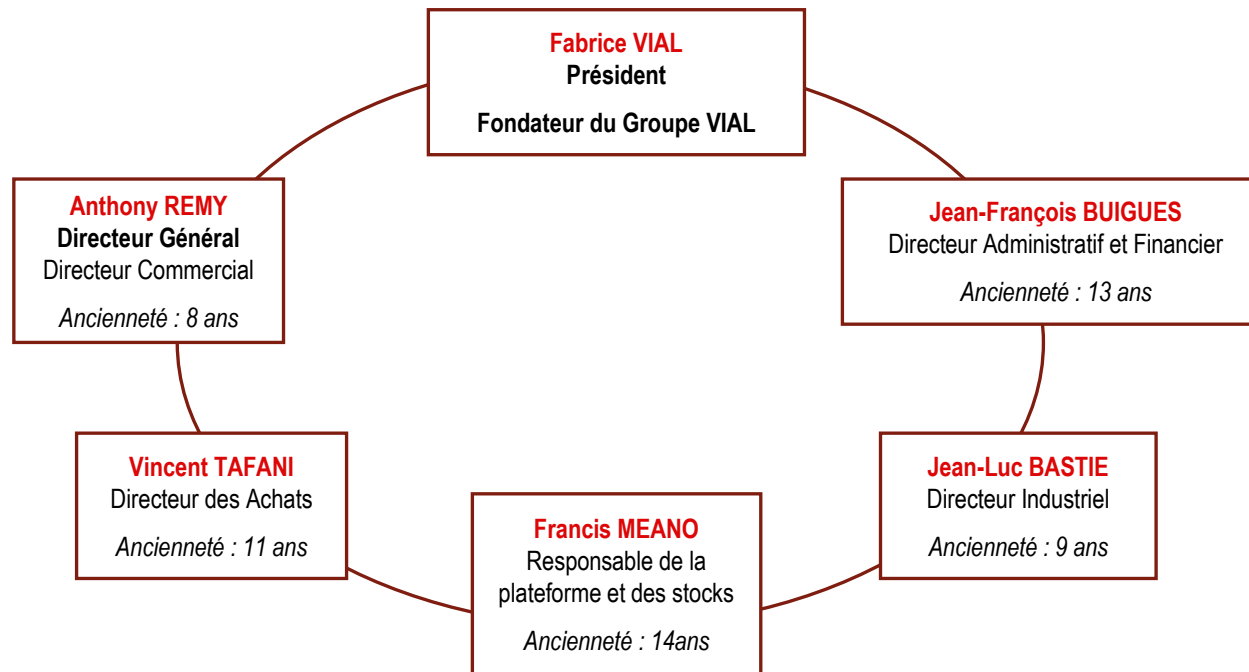 Fabrice VIAL
Président
Fondateur du Groupe VIAL
Anthony REMY
Directeur Général
Directeur Commercial
Ancienneté : 8 ans
Jean-François BUIGUES
Directeur Administratif et Financier
Ancienneté : 13 ans
Vincent TAFANI
Directeur des Achats
Ancienneté : 11 ans
Francis MEANO
Responsable de la
plateforme et des stocks
Ancienneté : 14ans
Jean-Luc BASTIE
Directeur Industriel
Ancienneté : 9 ans